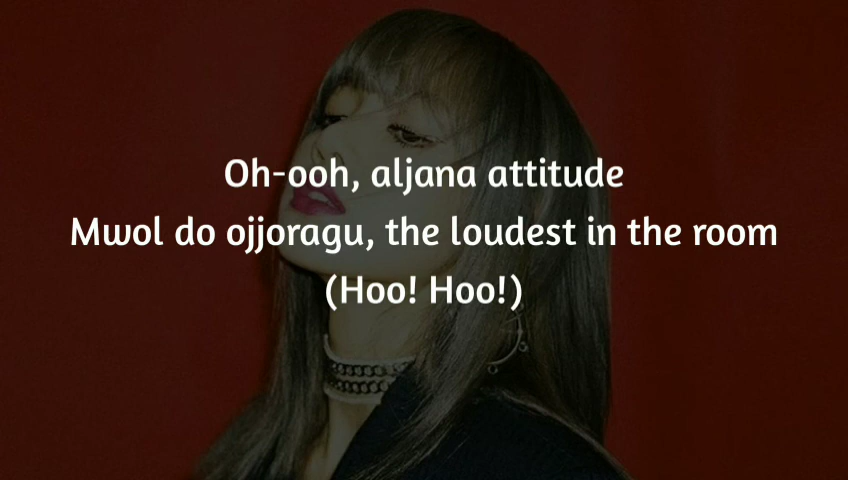 Oh-ooh, aljana attitude
Mwol do ojjoragu, the loudest in the room
(Hoo! Hoo!)